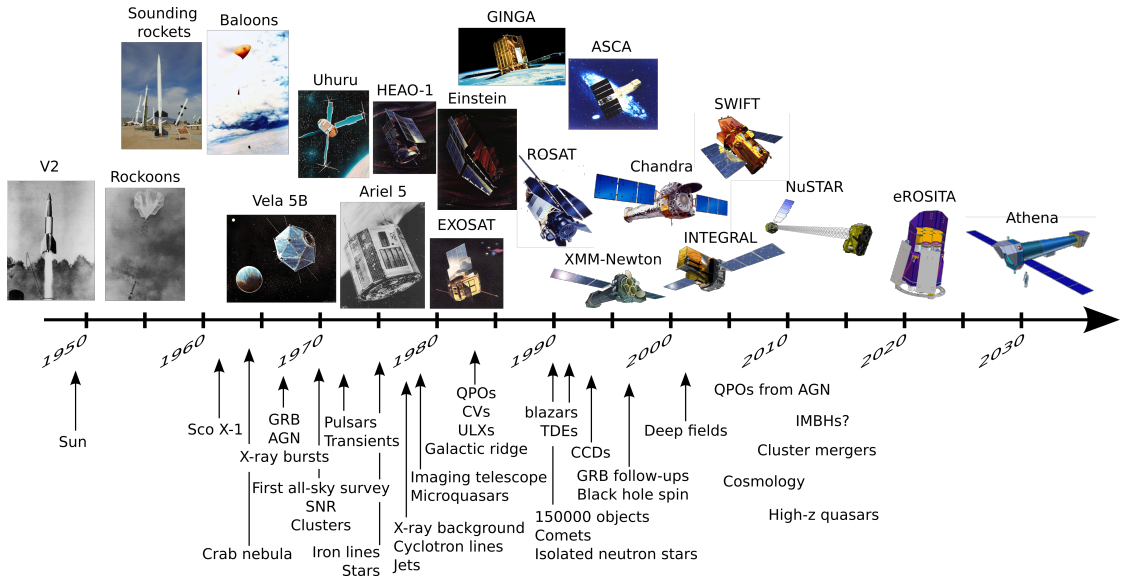 Sounding
rockets
Baloons
GINGA
ASCA
Uhuru
HEAO-1
Einstein
SWIFT
V2
Rockoons
ROSAT
Chandra
NuSTAR
Vela 5B
Ariel 5
EXOSAT
eROSITA
Athena
XMM-Newton
INTEGRAL
1950
1960
1970
1980
1990
2000
2010
2020
2030
Sun
Sco X-1
GRB
AGN
X-ray bursts
First all-sky survey
SNR
Clusters
Crab nebula
Pulsars
Transients
Iron lines
Stars
QPOs
CVs
ULXs
Galactic ridge
Imaging telescope
Microquasars
X-ray background
Cyclotron lines
Jets
blazars
TDEs
CCDs
GRB follow-ups
Black hole spin
150000 objects
Comets
Isolated neutron stars
Deep fields
QPOs from AGN
IMBHs?
Cluster mergers
Cosmology
High-z quasars